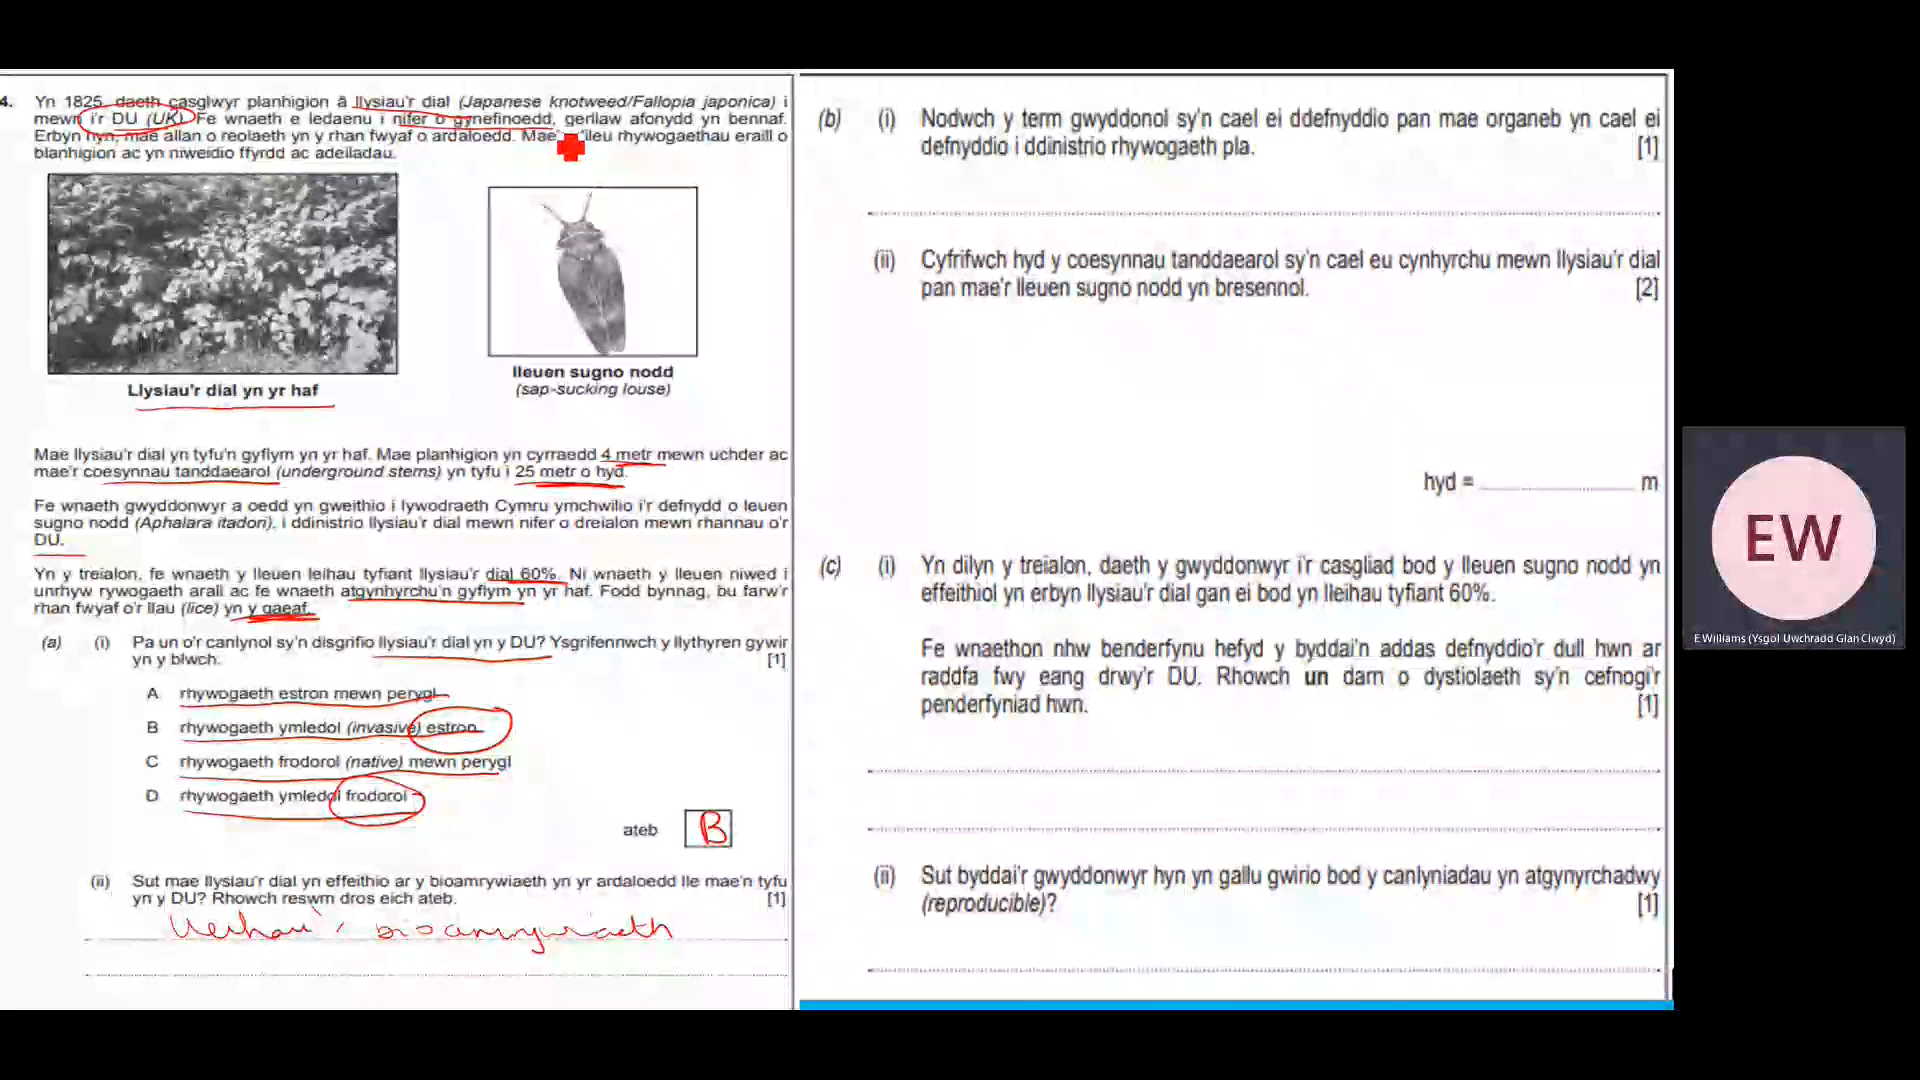 4. Yn 1825, daeth casglwyr planhigion â llysiau'r dial (Japanese knotweed/Fallopia japonica) i
mewn i'r DU (UK). Fe wnaeth e ledaenu i nifer o gynefinoedd, gerllaw afonydd yn bennaf.
Erbyn hyn, mae allan o reolaeth yn y rhan fwyaf o ardaloedd. Mae'n lleu rhywogaethau eraill o
blanhigion ac yn niweidio ffyrdd ac adeiladau.
Llysiau'r dial yn yr haf
lleuen sugno nodd
(sap-sucking louse)
Mae llysiau'r dial yn tyfu'n gyflym yn yr haf. Mae planhigion yn cyrraedd 4 metr mewn uchder ac
mae'r coesynnau tanddaearol (underground stems) yn tyfu i 25 metr o hyd.
Fe wnaeth gwyddonwyr a oedd yn gweithio i lywodraeth Cymru ymchwilio i'r defnydd o leuen
sugno nodd (Aphalara itadori), i ddinistrio llysiau'r dial mewn nifer o dreialon mewn rhannau o'r
DU.
Yn y treialon, fe wnaeth y lleuen leihau tyfiant llysiau'r dial 60%. Ni wnaeth y lleuen niwed i
unrhyw rywogaeth arall ac fe wnaeth atgynhyrchu'n gyflym yn yr haf. Fodd bynnag, bu farw'r
rhan fwyaf o'r llau (lice) yn y gaeaf.
(a) (i) Pa un o'r canlynol sy'n disgrifio llysiau'r dial yn y DU? Ysgrifennwch y llythyren gywir
yn y blwch. [1]
A rhywogaeth estron mewn perygl
B rhywogaeth ymledol (invasive) estron
C rhywogaeth frodorol (native) mewn perygl
D rhywogaeth ymledol frodorol
ateb B
(ii) Sut mae llysiau'r dial yn effeithio ar y bioamrywiaeth yn yr ardaloedd lle mae'n tyfu
yn y DU? Rhowch reswm dros eich ateb. [1]
lleihau'r bioamrywiaeth
(b) (i) Nodwch y term gwyddonol sy'n cael ei ddefnyddio pan mae organeb yn cael ei
defnyddio i ddinistrio rhywogaeth pla. [1]
(ii) Cyfrifwch hyd y coesynnau tanddaearol sy'n cael eu cynhyrchu mewn llysiau'r dial
pan mae'r lleuen sugno nodd yn bresennol. [2]
hyd = m
(c) (i) Yn dilyn y treialon, daeth y gwyddonwyr i'r casgliad bod y lleuen sugno nodd yn
effeithiol yn erbyn llysiau'r dial gan ei bod yn lleihau tyfiant 60%.
Fe wnaethon nhw benderfynu hefyd y byddai'n addas defnyddio'r dull hwn ar
raddfa fwy eang drwy'r DU. Rhowch un darn o dystiolaeth sy'n cefnogi'r
penderfyniad hwn. [1]
(ii) Sut byddai'r gwyddonwyr hyn yn gallu gwirio bod y canlyniadau yn atgynyrchadwy
(reproducible)? [1]
EW
E Williams (Ysgol Uwchradd Glan Clwyd)